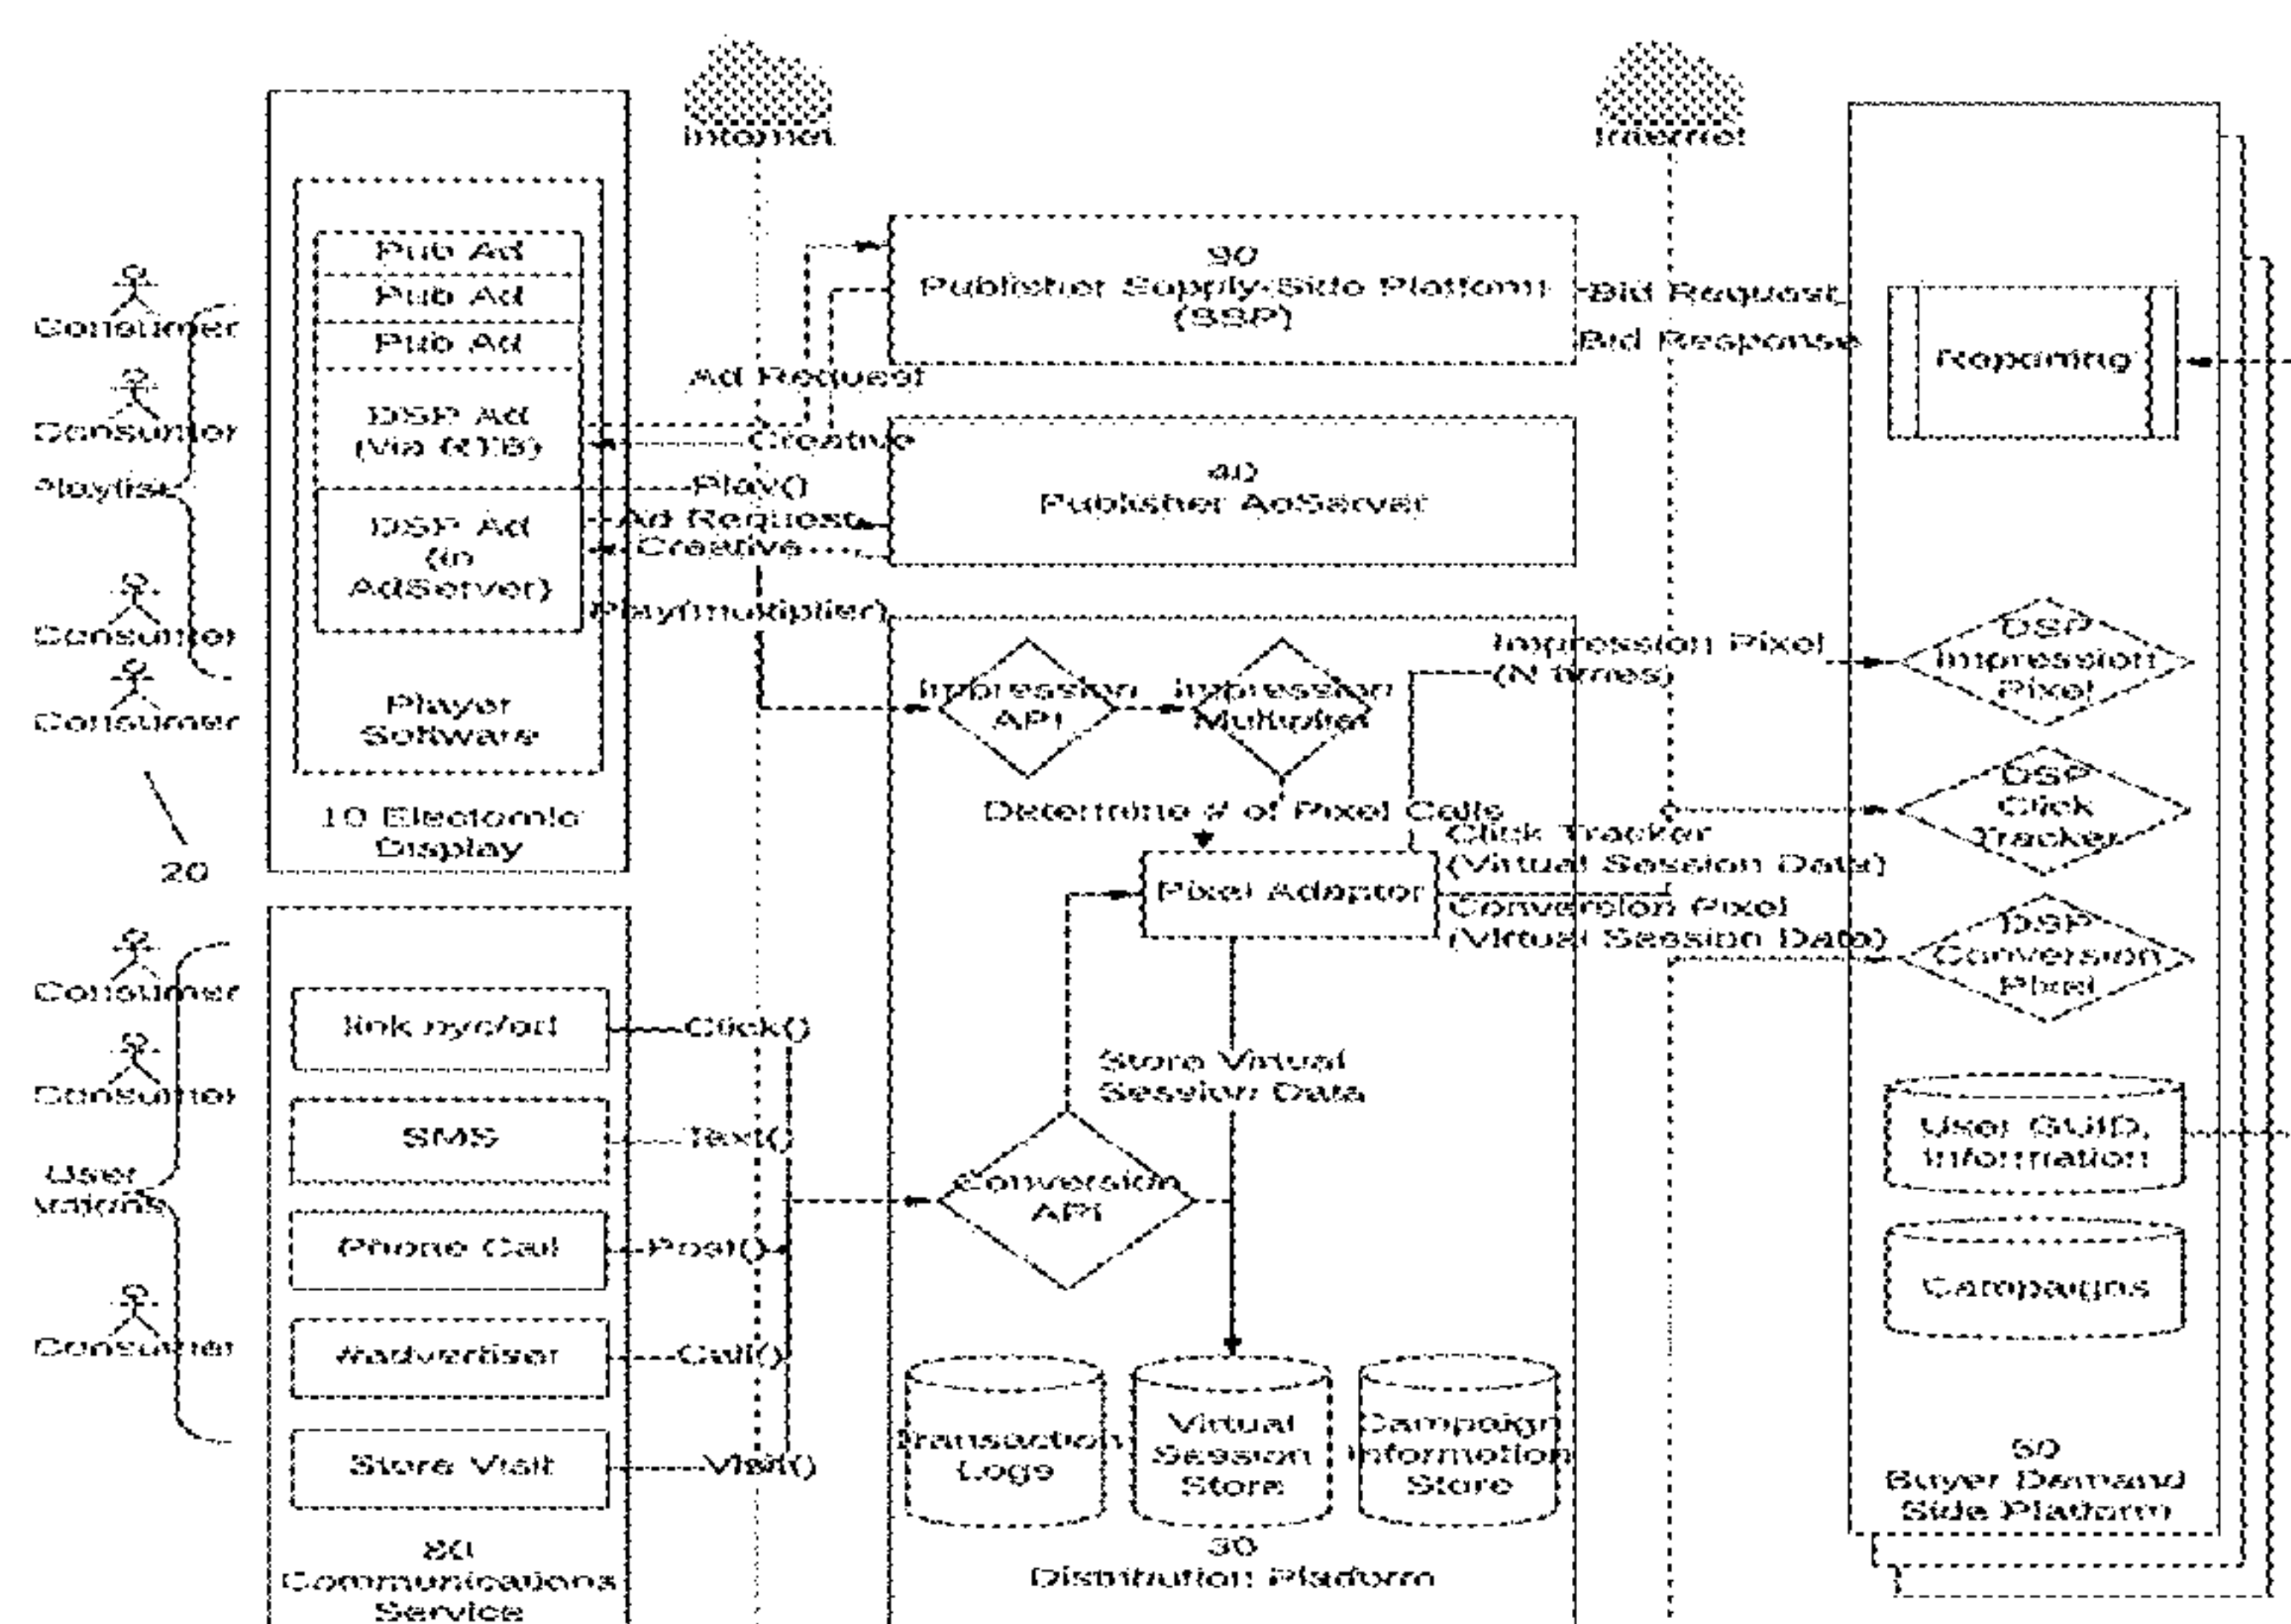 Internet
Internet
Pub Ad
Pub Ad
Pub Ad
DSP Ad
(Via RTB)
DSP Ad
(in
AdServer)
Player
Software
10 Electornic
Display
Consumer
Consumer
Playlist
Consumer
Consumer
20
90
Publisher Supply-Side Platform
(SSP)
Bid Request
Bid Response
Ad Request
Creative
Play()
Ad Request
Creative
Play(multiplier)
40
Publisher AdServer
Reporting
Impression
API
Impression
Multiplier
Impression Pixel
(N times)
DSP
Impression
Pixel
Determine # of Pixel Calls
Click Tracker
(Virtual Session Data)
DSP
Click
Tracker
Pixel Adaptor
Conversion Pixel
(Virtual Session Data)
DSP
Conversion
Pixel
Consumer
Consumer
User
Consumer
link.nyc/ad
Click()
SMS
Text()
Phone Call
Post()
#advertiser
Call()
Store Visit
Visit()
80
Communications
Service
Store Virtual
Session Data
Conversion
API
Transaction
Logs
Virtual
Session
Store
Campaign
Information
Store
Distribution Platform
User GUID,
Information
Campaigns
Buyer Demand
Side Platform